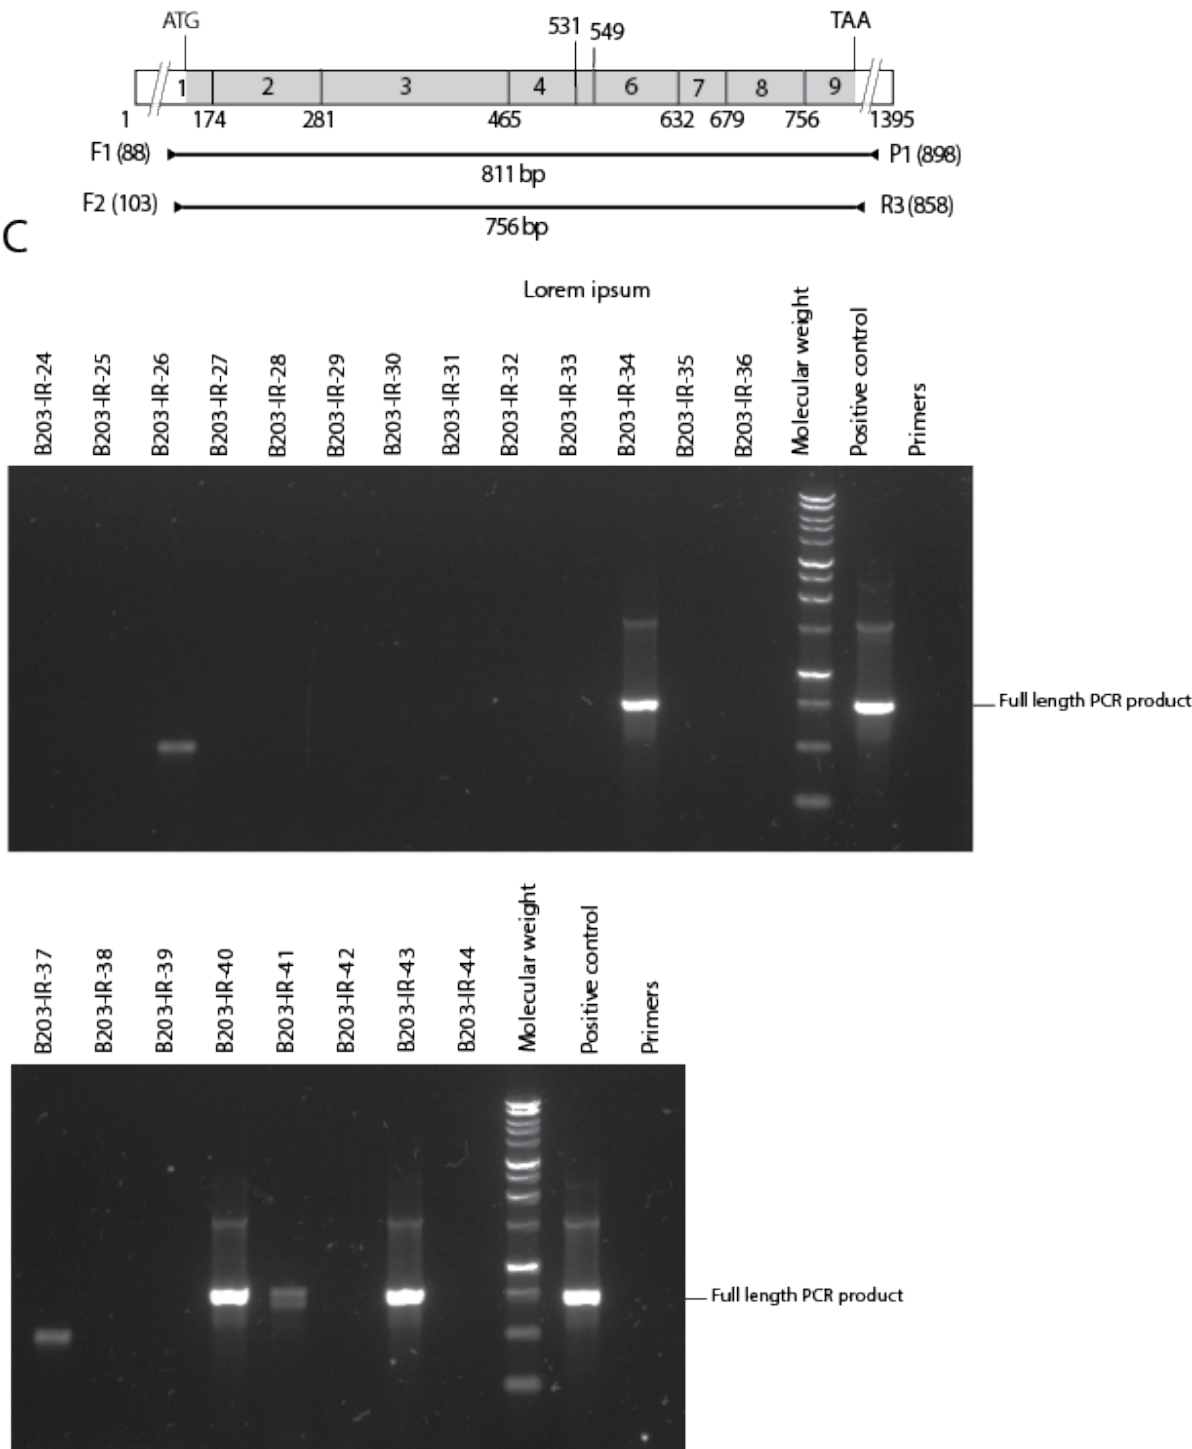 ATG 531 549 TAA
1 2 3 4 6 7 8 9
1 174 281 465 632 679 756 1395
F1 (88) P1 (898)
811 bp
F2 (103) R3 (858)
756 bp
C
Lorem ipsum
B203-IR-24
B203-IR-25
B203-IR-26
B203-IR-27
B203-IR-28
B203-IR-29
B203-IR-30
B203-IR-31
B203-IR-32
B203-IR-33
B203-IR-34
B203-IR-35
B203-IR-36
Molecular weight
Positive control
Primers
Full length PCR product
B203-IR-37
B203-IR-38
B203-IR-39
B203-IR-40
B203-IR-41
B203-IR-42
B203-IR-43
B203-IR-44
Molecular weight
Positive control
Primers
Full length PCR product